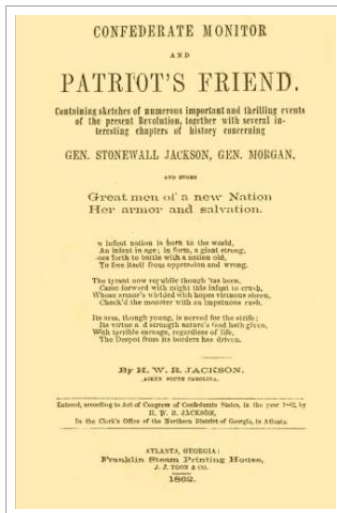 CONFEDERATE MONITOR
AND
PATRIOT'S FRIEND.
Containing sketches of numerous important and thrilling events
of the present Revolution, together with several in-
teresting chapters of history concerning
GEN. STONEWALL JACKSON, GEN. MORGAN,
AND OTHER
Great men of a new Nation
Her armor and salvation.
infant nation is born to the world,
An infant in age; in form, a giant strong,
oes forth to battle with a nation old,
To free itself from oppression and wrong.
The tyrant now republic though 'tas been,
Came forward with might this infant to crush,
Whose armor's wielded with hopes virtuous sheen,
Check'd the monster with an impetuous rush.
Its arm, though young, is nerved for the strife;
Its virtue a d strength nature's God hath given,
With terrible carnage, regardless of life,
The Despot from its borders has driven.
By H. W. R. JACKSON.
AIKEN SOUTH CAROLINA.
Entered, according to Act of Congress of Confederate States, in the year 1862, by
H. W. R. JACKSON,
In the Clerk's Office of the Northern District of Georgia, in Atlanta.
ATLANTA, GEORGIA:
Franklin Steam Printing House,
J. J. TOON & CO.
1862.